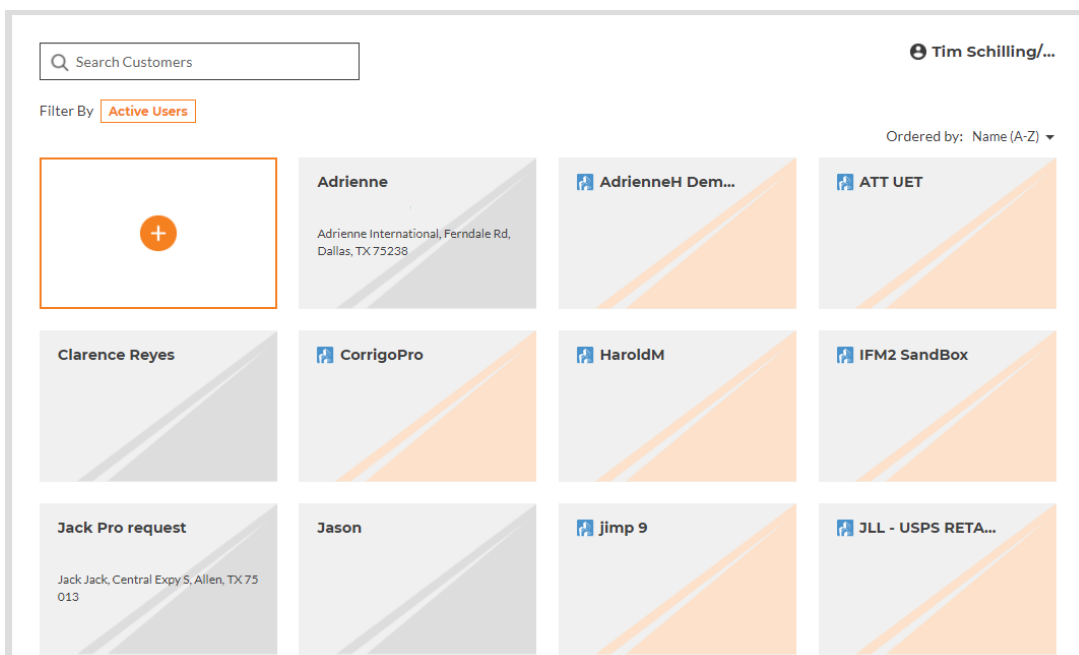 Search Customers
Tim Schilling/...
Filter By Active Users
Ordered by: Name (A-Z)
Adrienne
Adrienne International, Ferndale Rd,
Dallas, TX 75238
AdrienneH Dem...
ATT UET
Clarence Reyes
CorrigoPro
HaroldM
IFM2 SandBox
Jack Pro request
Jack Jack, Central Expy S, Allen, TX 75
013
Jason
jimp 9
JLL - USPS RETA...